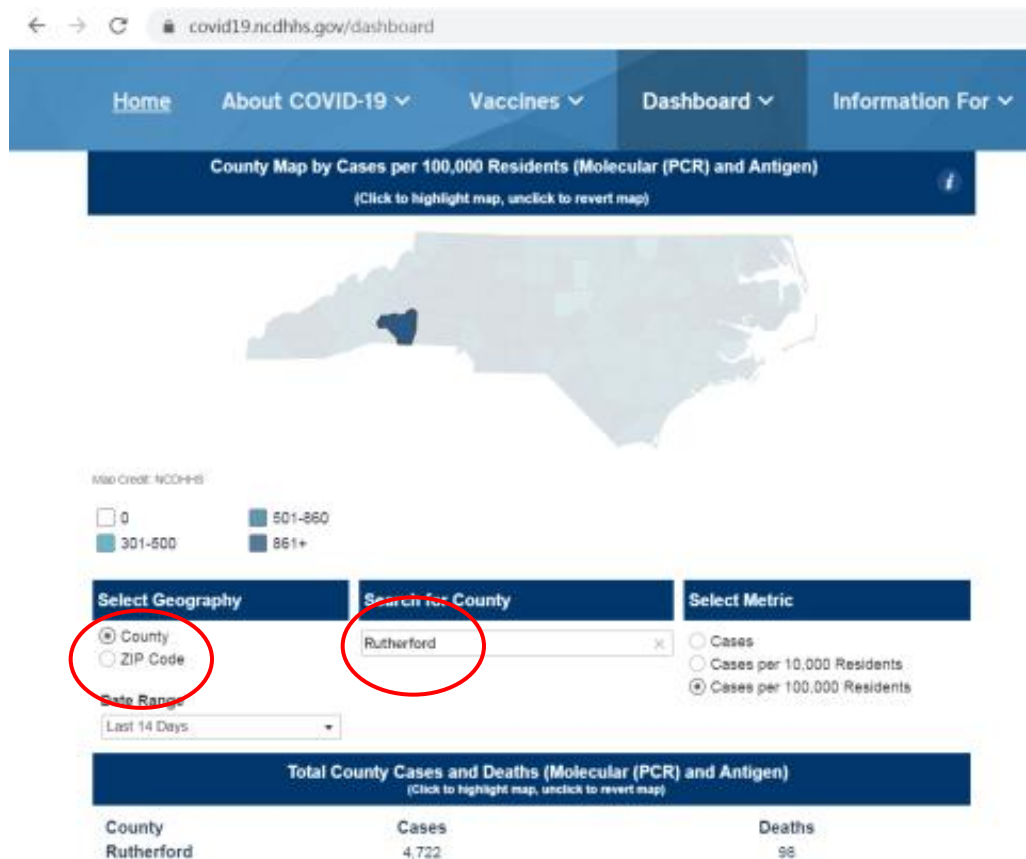 covid19.ncdhhs.gov/dashboard
Home About COVID-19 Vaccines Dashboard Information For
County Map by Cases per 100,000 Residents (Molecular (PCR) and Antigen)
(Click to highlight map, unclick to revert map)
i
Map Credit: NCDHHS
0 501-860
301-500 861+
Select Geography Search for County Select Metric
County Rutherford × Cases
ZIP Code Cases per 10,000 Residents
Cases per 100,000 Residents
Date Range
Last 14 Days
Total County Cases and Deaths (Molecular (PCR) and Antigen)
(Click to highlight map, unclick to revert map)
County Cases Deaths
Rutherford 4,722 98